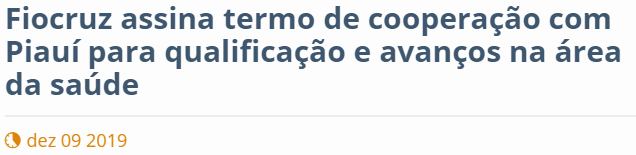 Fiocruz assina termo de cooperação com
Piauí para qualificação e avanços na área
da saúde
dez 09 2019